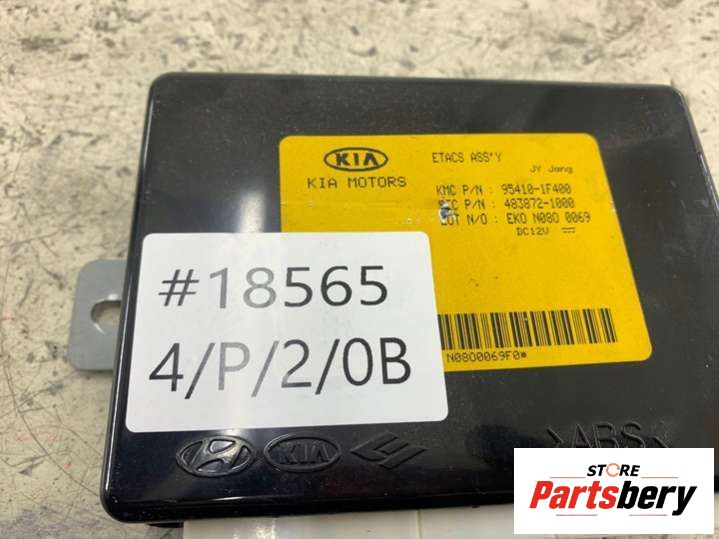 KIA
KIA MOTORS
ETACS ASS'Y
JY Jang
KMC P/N : 95410-1F400
P/N : 483872-1000
LOT N/O : EKO N080 0069
DC12V
#18565
4/P/2/0B
N0800069F0*
KIA
>ABS<
STORE
Partsbery